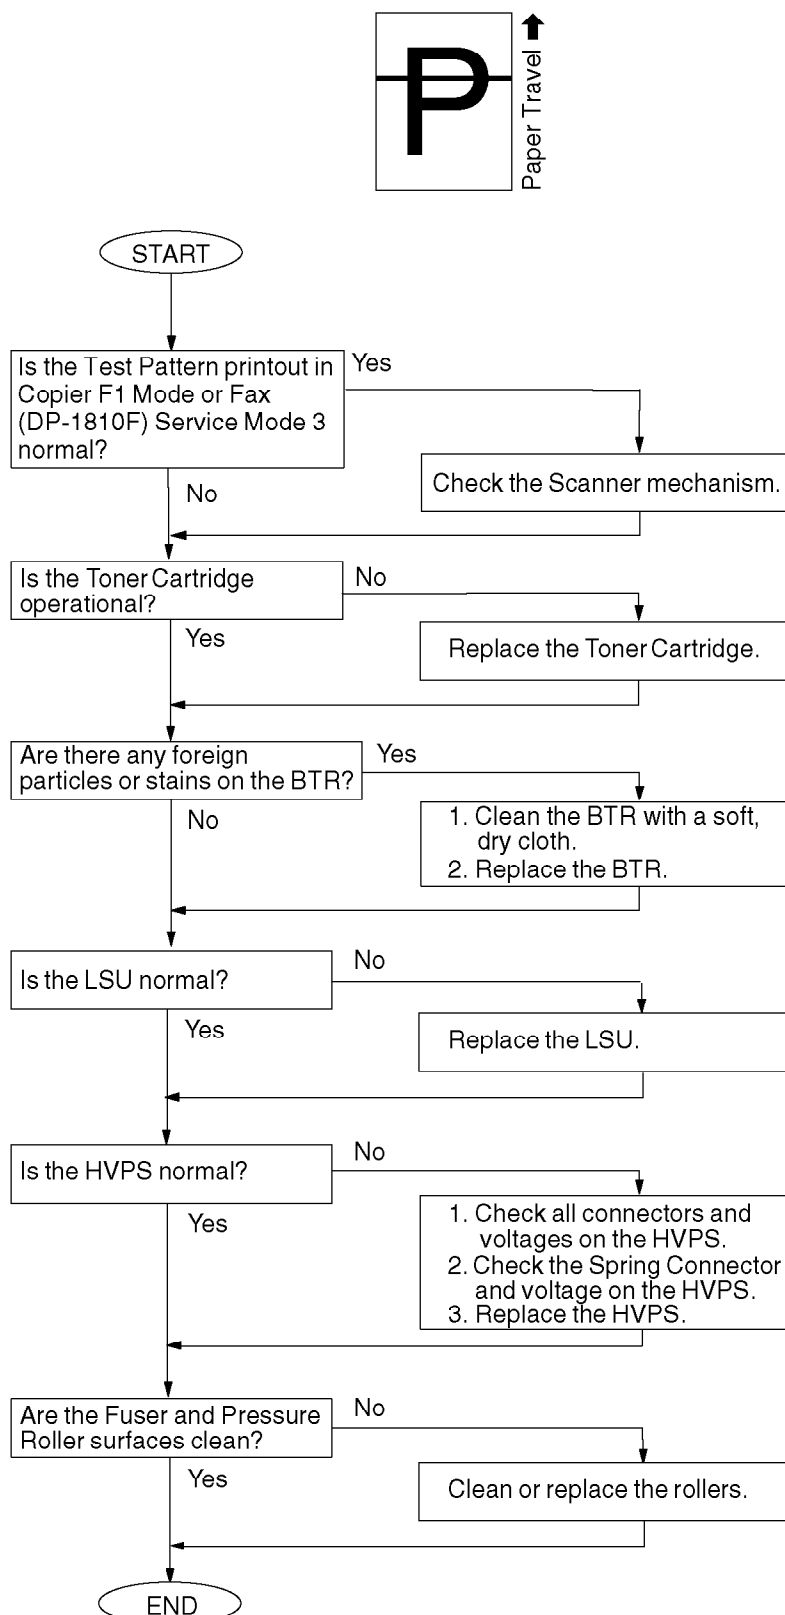 P
Paper Travel
START
Is the Test Pattern printout in
Copier F1 Mode or Fax
(DP-1810F) Service Mode 3
normal?
Yes
No
Check the Scanner mechanism.
Is the Toner Cartridge
operational?
No
Yes
Replace the Toner Cartridge.
Are there any foreign
particles or stains on the BTR?
Yes
No
1. Clean the BTR with a soft,
dry cloth.
2. Replace the BTR.
Is the LSU normal?
No
Yes
Replace the LSU.
Is the HVPS normal?
No
Yes
1. Check all connectors and
voltages on the HVPS.
2. Check the Spring Connector
and voltage on the HVPS.
3. Replace the HVPS.
Are the Fuser and Pressure
Roller surfaces clean?
No
Yes
Clean or replace the rollers.
END